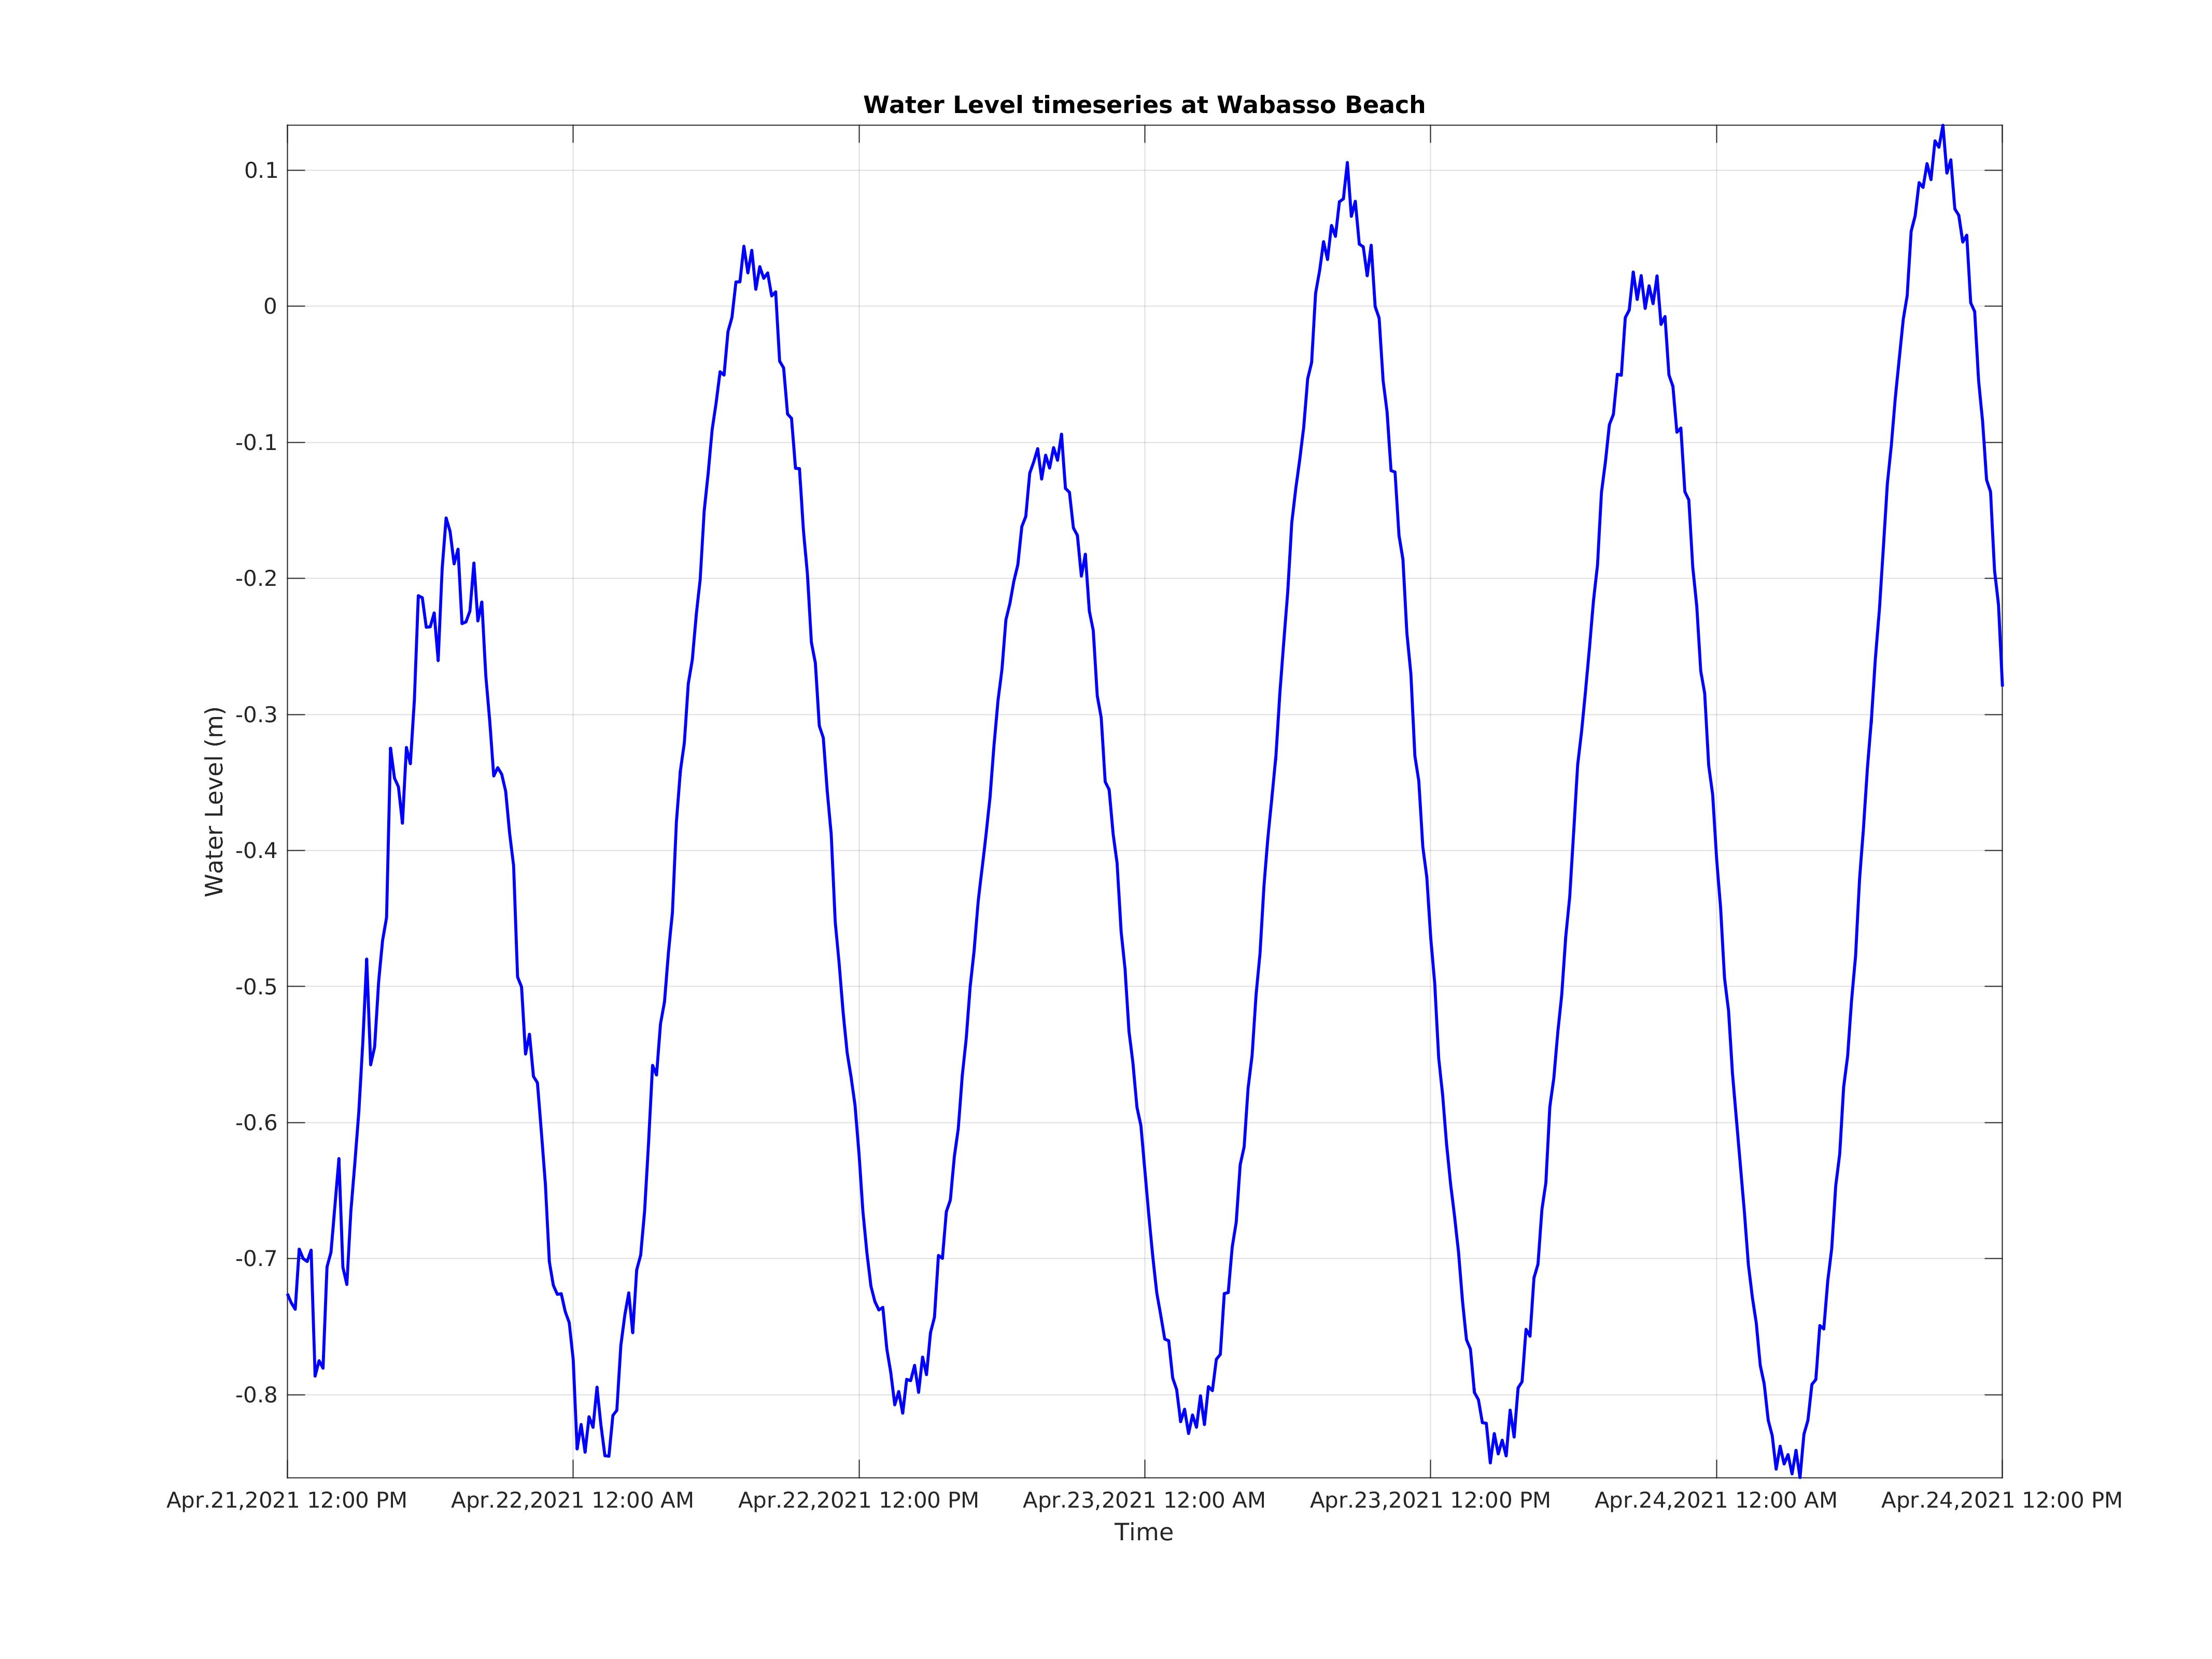 Water Level timeseries at Wabasso Beach
0.1
0
-0.1
-0.2
-0.3
-0.4
-0.5
-0.6
-0.7
-0.8
Water Level (m)
Apr.21,2021 12:00 PM Apr.22,2021 12:00 AM Apr.22,2021 12:00 PM Apr.23,2021 12:00 AM Apr.23,2021 12:00 PM Apr.24,2021 12:00 AM Apr.24,2021 12:00 PM
Time